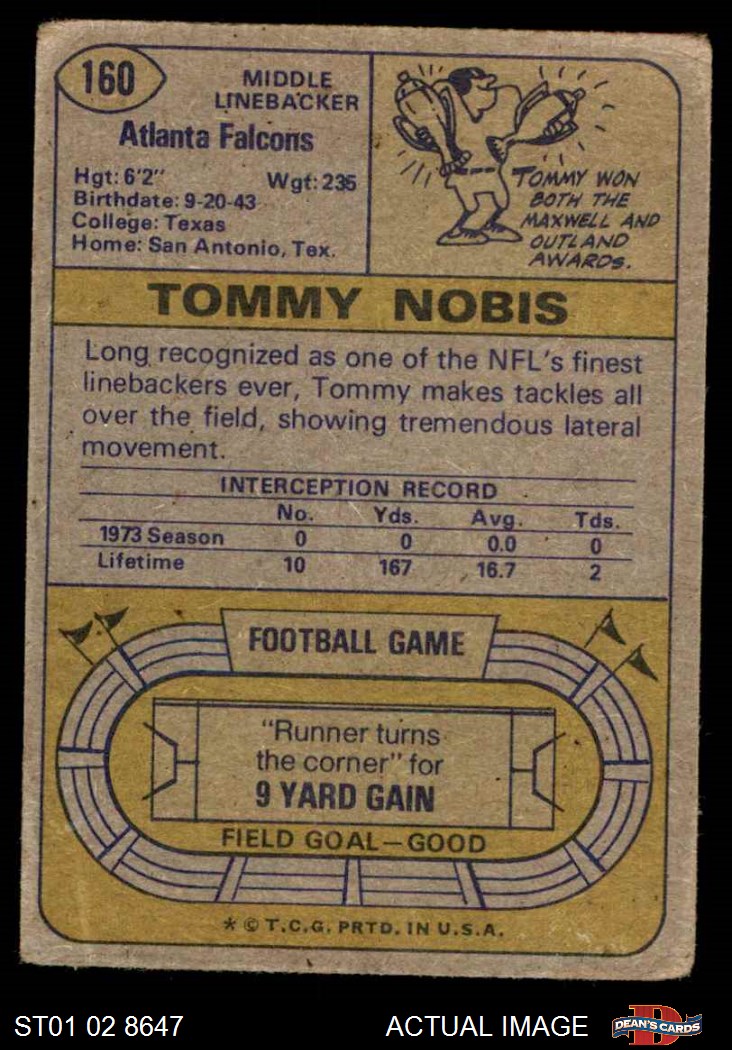 160
MIDDLE
LINEBACKER
Atlanta Falcons
Hgt: 6'2" Wgt: 235
Birthdate: 9-20-43
College: Texas
Home: San Antonio, Tex.
TOMMY WON
BOTH THE
MAXWELL AND
OUTLAND
AWARDS.
TOMMY NOBIS
Long recognized as one of the NFL's finest
linebackers ever, Tommy makes tackles all
over the field, showing tremendous lateral
movement.
INTERCEPTION RECORD
No. Yds. Avg. Tds.
1973 Season 0 0 0.0 0
Lifetime 10 167 16.7 2
FOOTBALL GAME
"Runner turns
the corner" for
9 YARD GAIN
FIELD GOAL—GOOD
* © T.C.G. PRTD. IN U.S.A.
ST01 02 8647 ACTUAL IMAGE DEAN'S CARDS